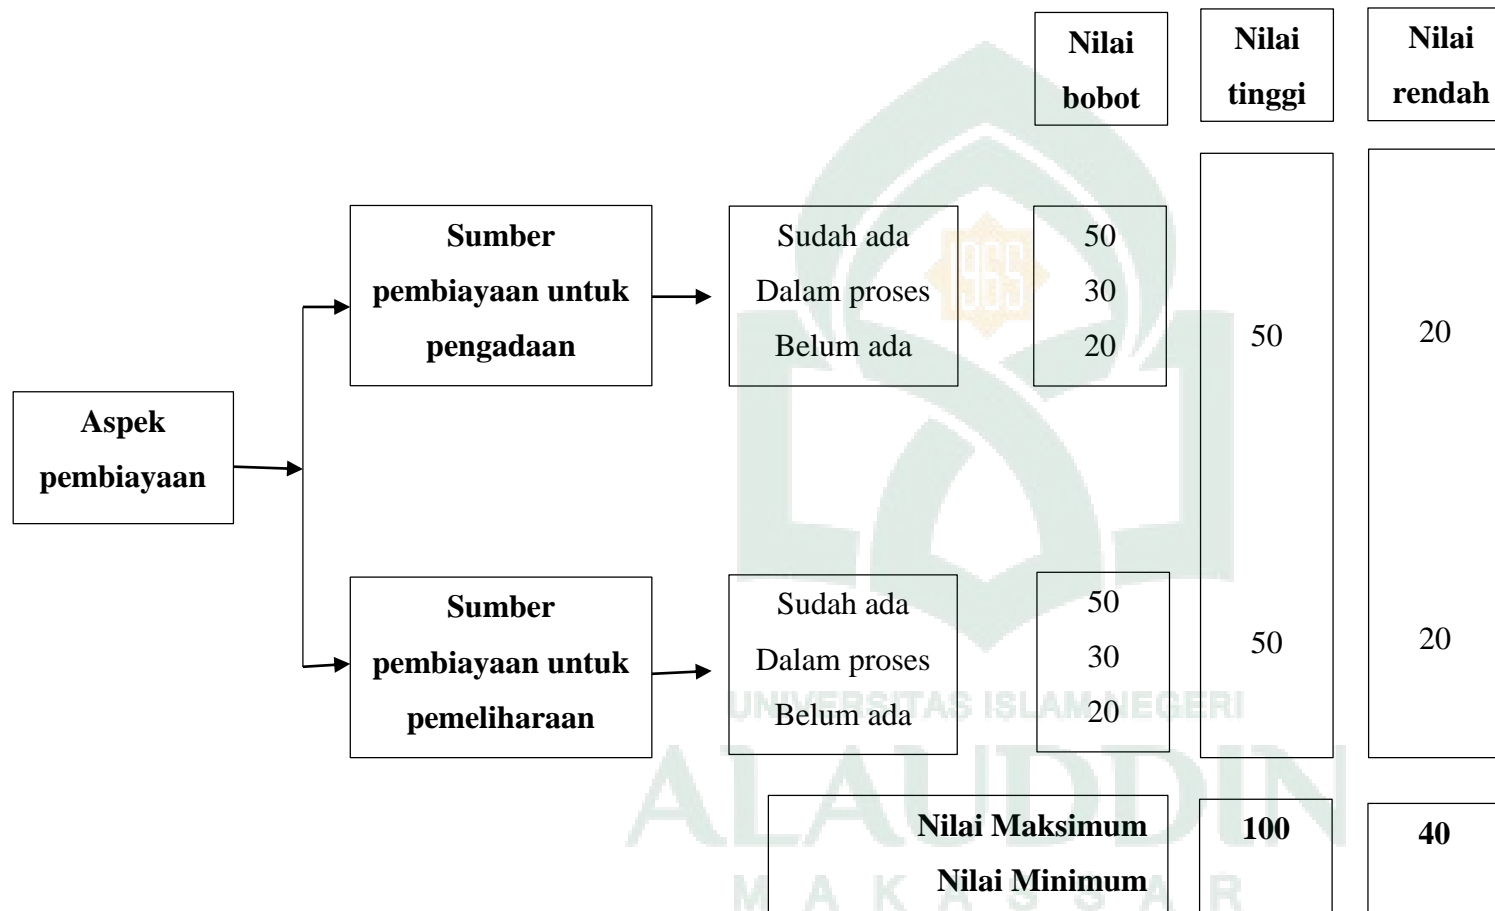 Nilai
bobot
Nilai
tinggi
Nilai
rendah
Sumber
pembiayaan untuk
pengadaan
Sudah ada
Dalam proses
Belum ada
50
30
20
50
20
Aspek
pembiayaan
Sumber
pembiayaan untuk
pemeliharaan
Sudah ada
Dalam proses
Belum ada
50
30
20
50
20
1965
UNIVERSITAS ISLAM NEGERI
ALAUDDIN
MAKASSAR
Nilai Maksimum
Nilai Minimum
100
40